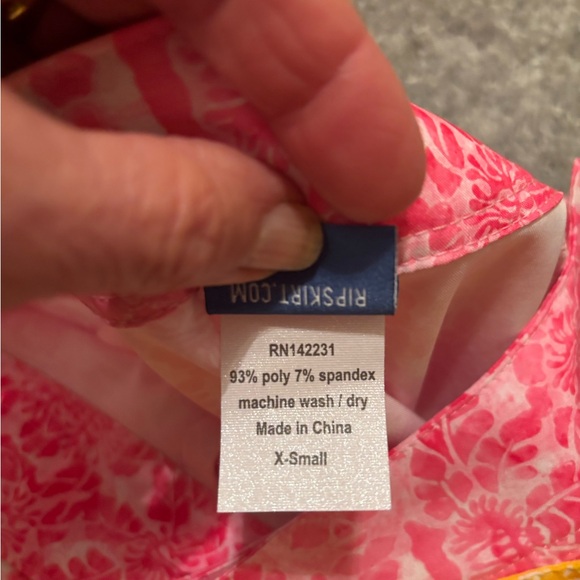 RIPSKIRT.COM
RN142231
93% poly 7% spandex
machine wash / dry
Made in China
X-Small